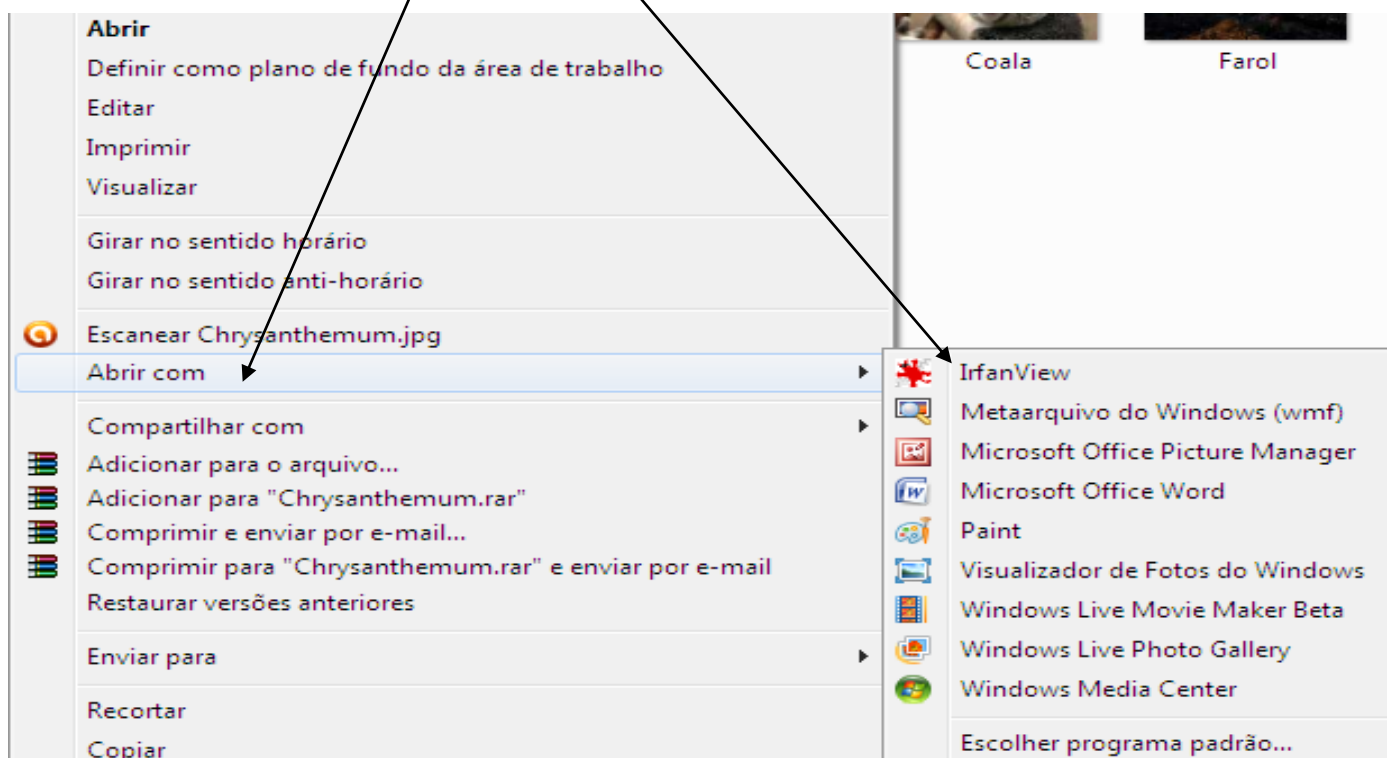 Abrir
Definir como plano de fundo da área de trabalho
Editar
Imprimir
Visualizar
Girar no sentido horário
Girar no sentido anti-horário
Escanear Chrysanthemum.jpg
Abrir com
Compartilhar com
Adicionar para o arquivo...
Adicionar para "Chrysanthemum.rar"
Comprimir e enviar por e-mail...
Comprimir para "Chrysanthemum.rar" e enviar por e-mail
Restaurar versões anteriores
Enviar para
Recortar
Copiar
Coala
Farol
IrfanView
Metaarquivo do Windows (wmf)
Microsoft Office Picture Manager
Microsoft Office Word
Paint
Visualizador de Fotos do Windows
Windows Live Movie Maker Beta
Windows Live Photo Gallery
Windows Media Center
Escolher programa padrão...